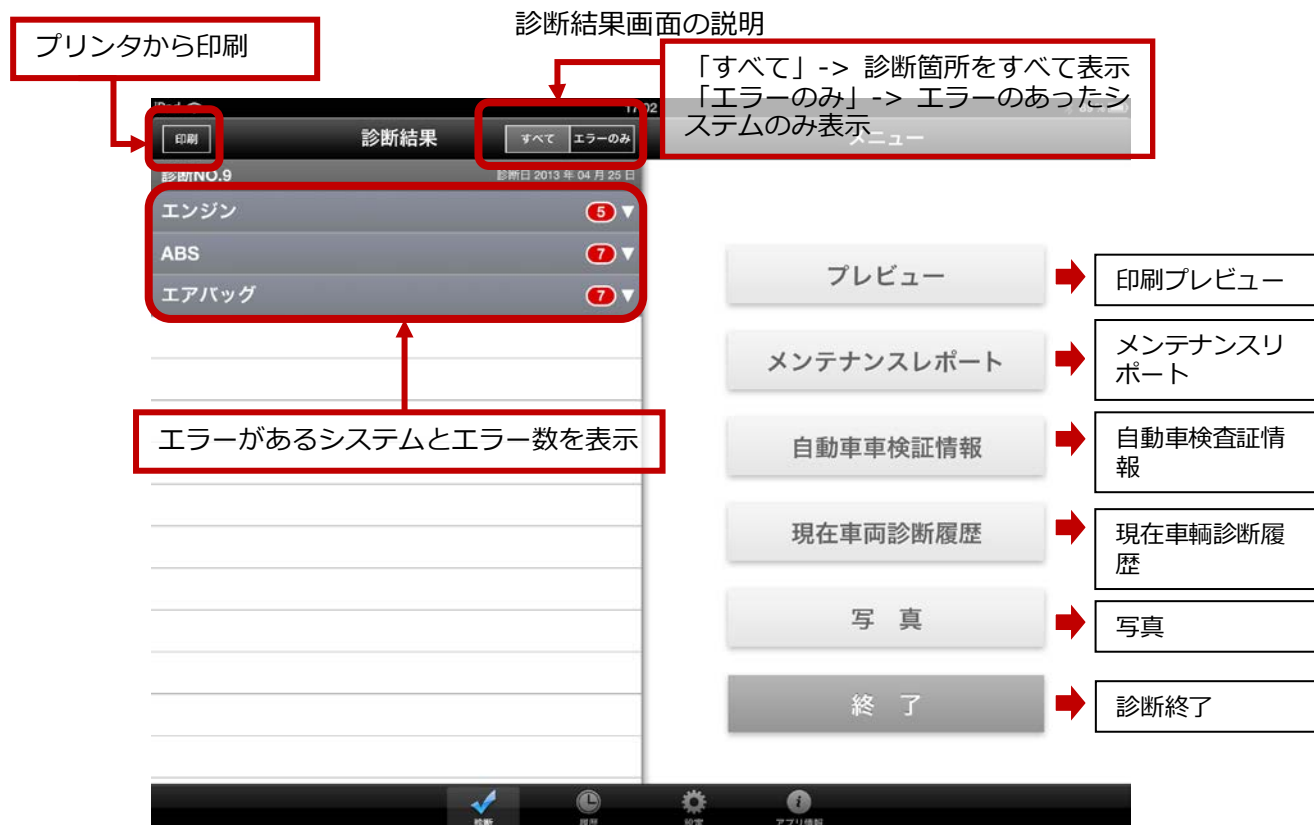 診断結果画面の説明
プリンタから印刷
「すべて」-> 診断箇所をすべて表示
「エラーのみ」-> エラーのあったシ
ステムのみ表示
印刷
診断結果
すべて
エラーのみ
メニュー
診断NO.9
診断日 2013 年 04 月 25 日
エンジン
5
ABS
7
エアバッグ
7
エラーがあるシステムとエラー数を表示
プレビュー
印刷プレビュー
メンテナンスレポート
メンテナンスリ
ポート
自動車車検証情報
自動車検査証情
報
現在車両診断履歴
現在車輌診断履
歴
写 真
写真
終 了
診断終了
診断
履歴
設定
アプリ情報